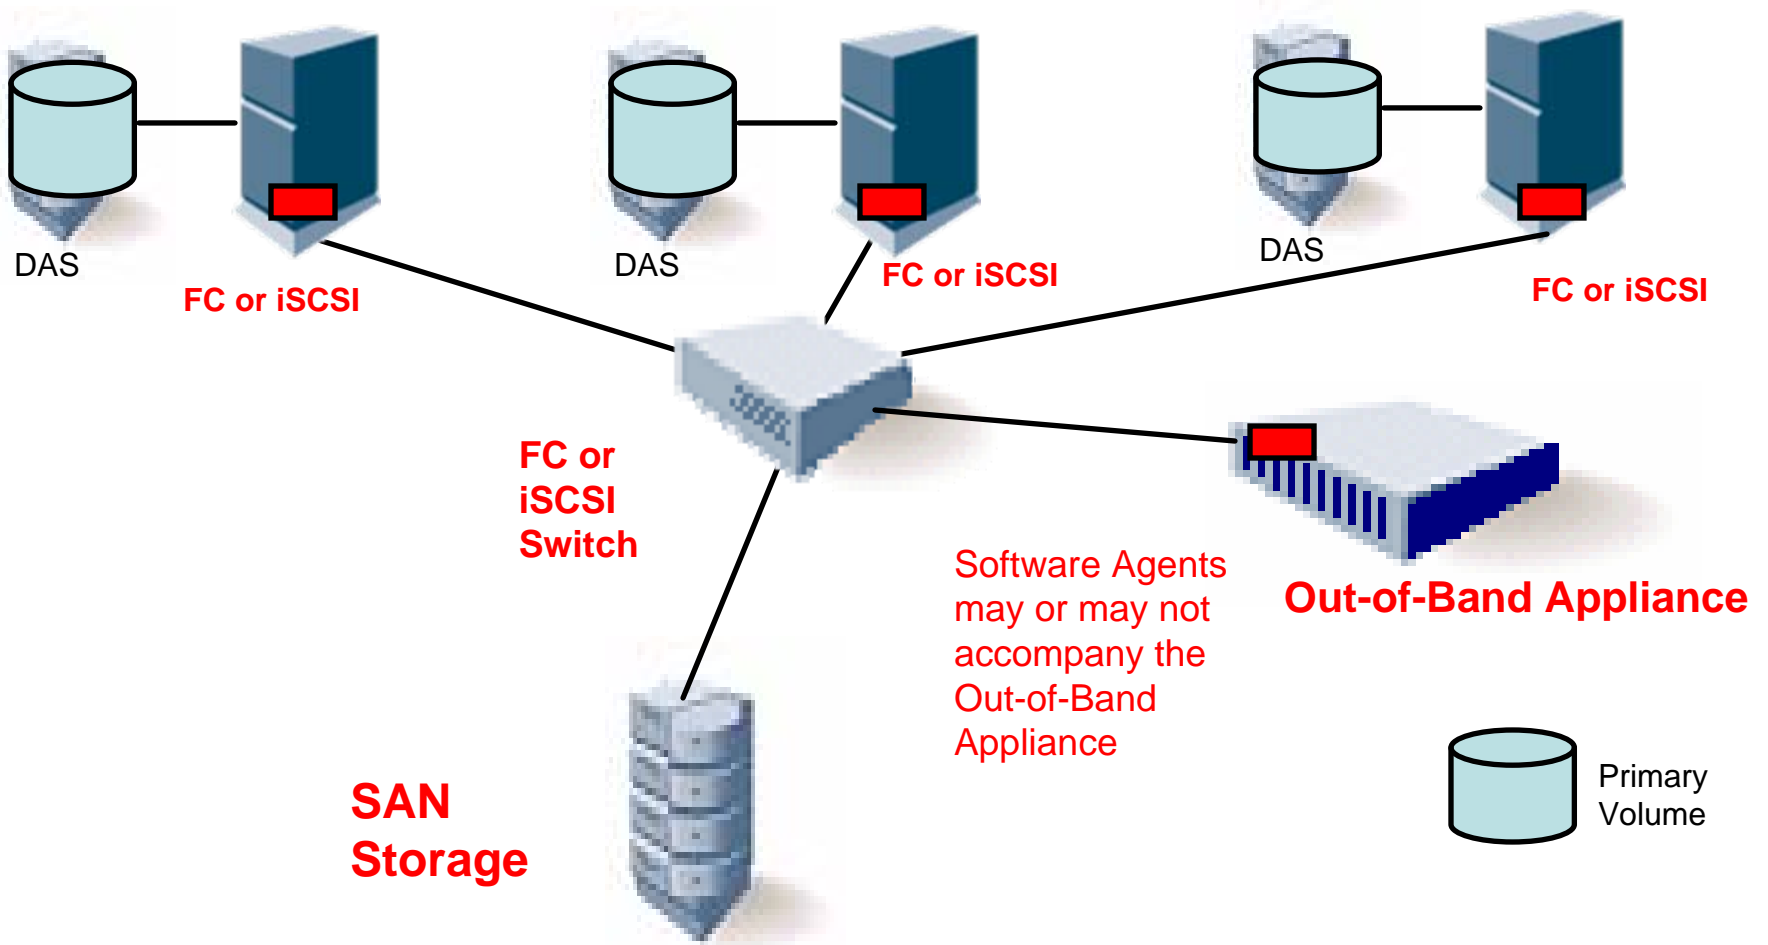 DAS
FC or iSCSI
DAS
FC or iSCSI
DAS
FC or iSCSI
FC or
iSCSI
Switch
Software Agents
may or may not
accompany the
Out-of-Band
Appliance
Out-of-Band Appliance
SAN
Storage
Primary
Volume